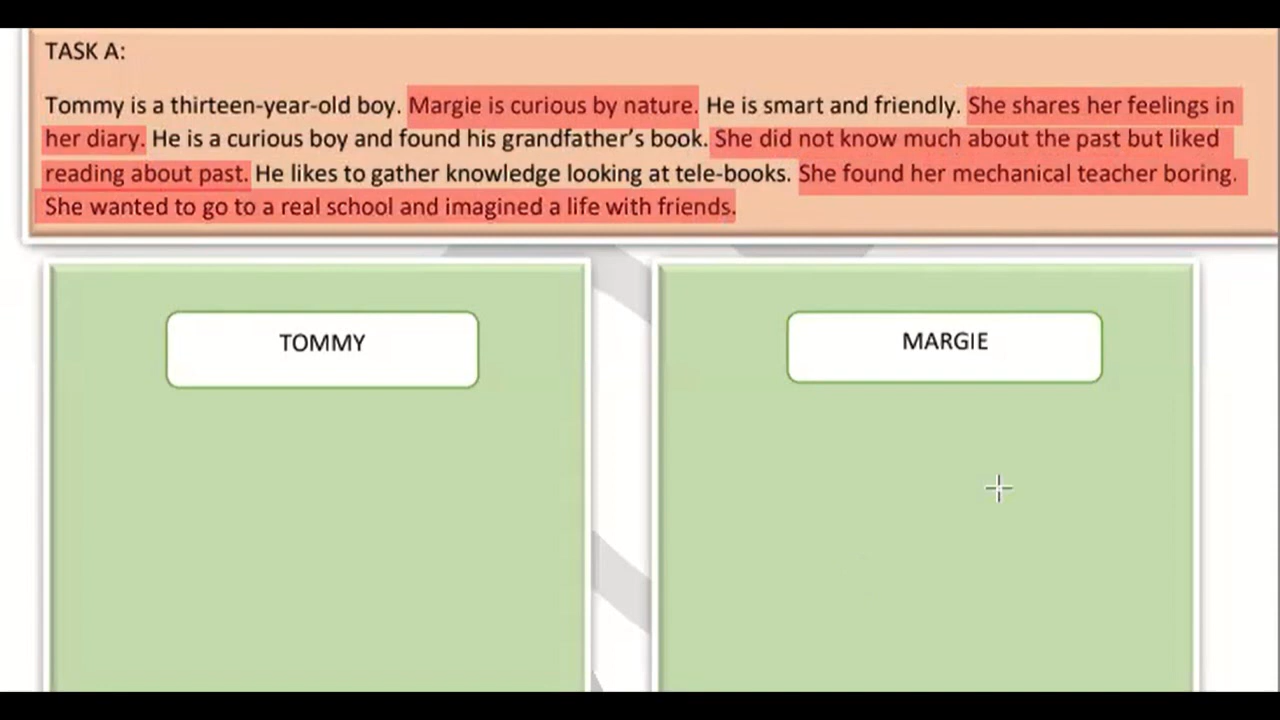 TASK A:
Tommy is a thirteen-year-old boy. Margie is curious by nature. He is smart and friendly. She shares her feelings in
her diary. He is a curious boy and found his grandfather’s book. She did not know much about the past but liked
reading about past. He likes to gather knowledge looking at tele-books. She found her mechanical teacher boring.
She wanted to go to a real school and imagined a life with friends.
TOMMY
MARGIE